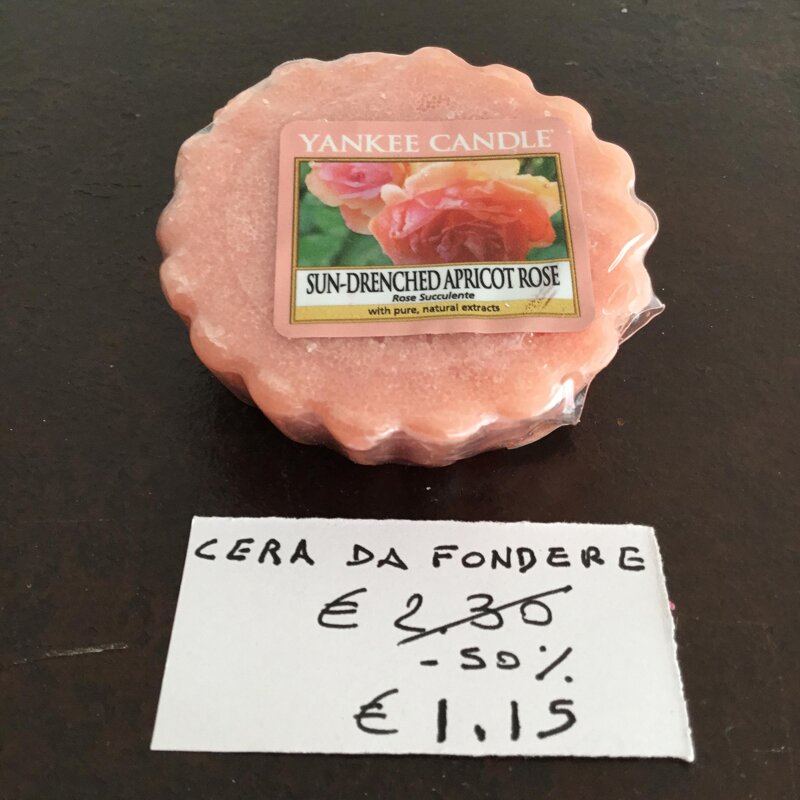 YANKEE CANDLE®
SUN-DRENCHED APRICOT ROSE
Rose Succulente
with pure, natural extracts
CERA DA FONDERE
€ 2.30
- 50%
€ 1.15